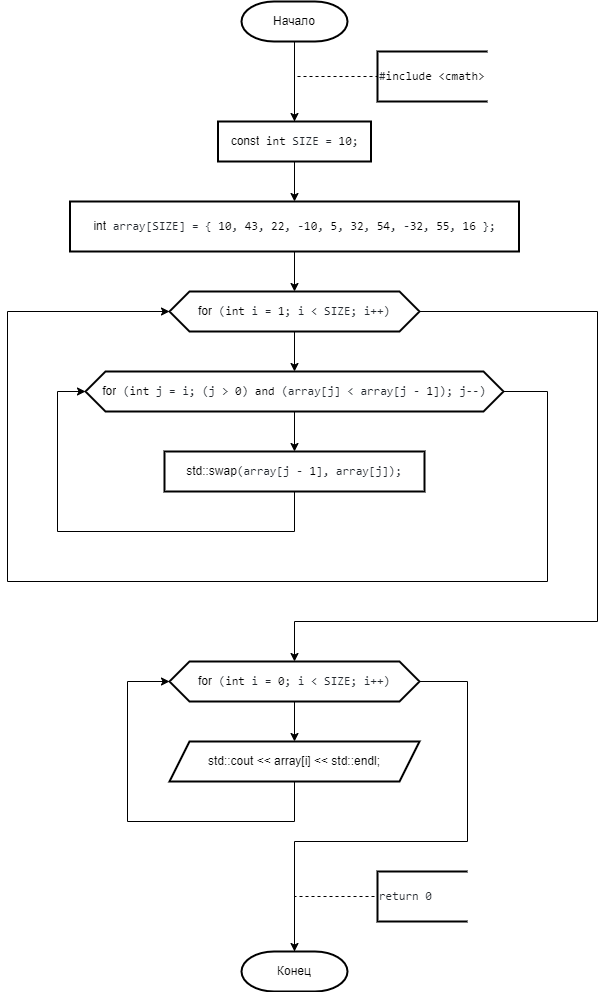 Начало
#include <cmath>
const int SIZE = 10;
int array[SIZE] = { 10, 43, 22, -10, 5, 32, 54, -32, 55, 16 };
for (int i = 1; i < SIZE; i++)
for (int j = i; (j > 0) and (array[j] < array[j - 1]); j--)
std::swap(array[j - 1], array[j]);
for (int i = 0; i < SIZE; i++)
std::cout << array[i] << std::endl;
return 0
Конец